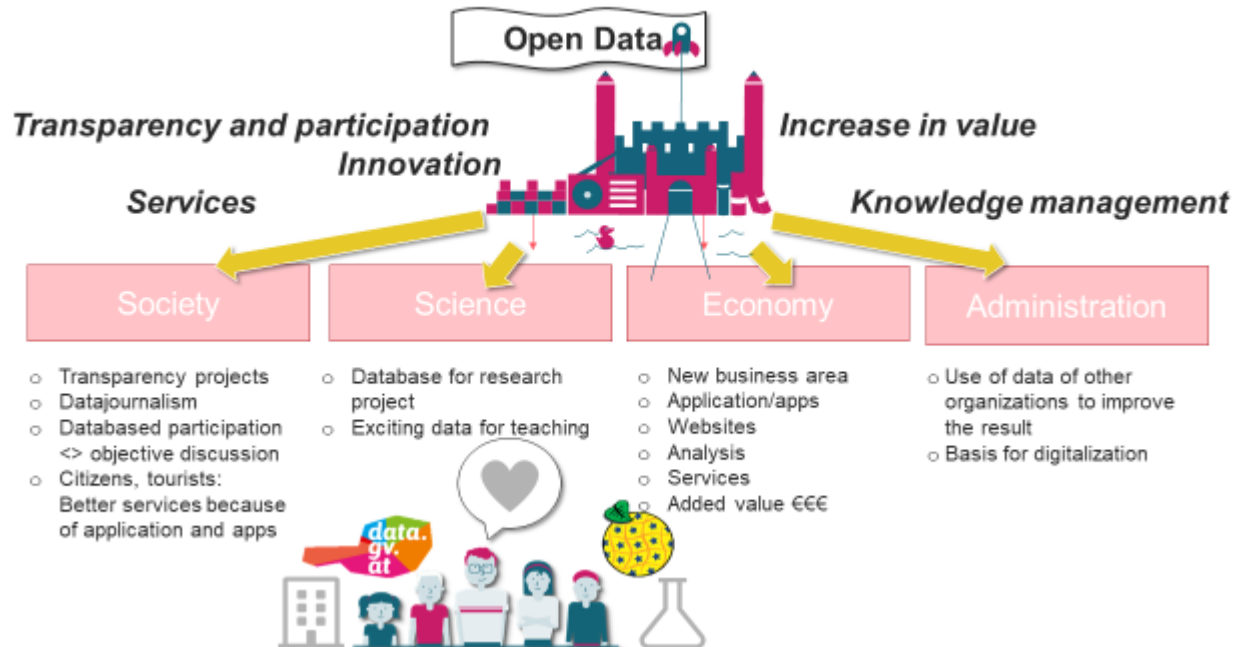 Open Data
Transparency and participation
Innovation
Services
Increase in value
Knowledge management
Society
○ Transparency projects
○ Datajournalism
○ Databased participation
<> objective discussion
○ Citizens, tourists:
Better services because
of application and apps
Science
○ Database for research
project
○ Exciting data for teaching
Economy
○ New business area
○ Application/apps
○ Websites
○ Analysis
○ Services
○ Added value €€€
Administration
○ Use of data of other
organizations to improve
the result
○ Basis for digitalization
data.
gv.
at